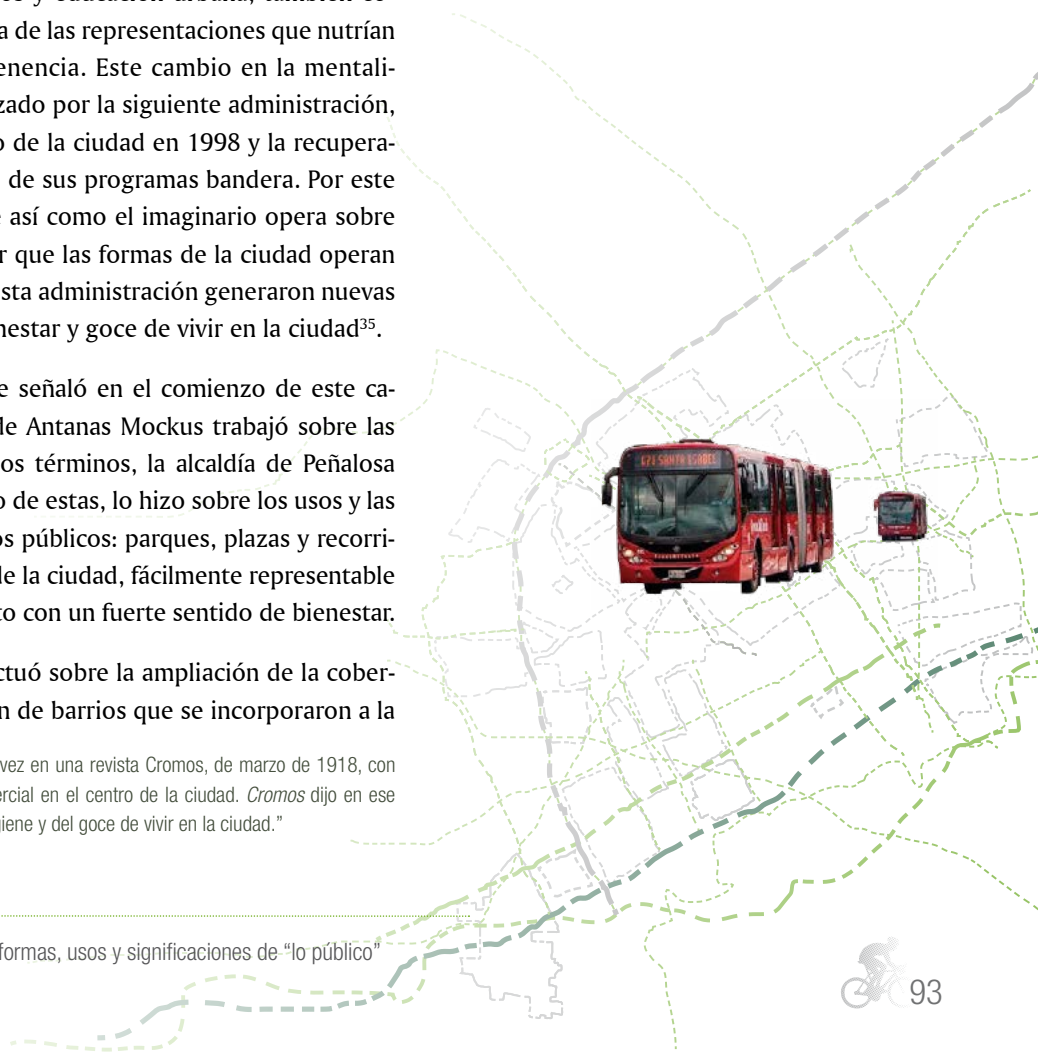 a de las representaciones que nutrían
enencia. Este cambio en la mentali-
zado por la siguiente administración,
o de la ciudad en 1998 y la recupera-
de sus programas bandera. Por este
así como el imaginario opera sobre
r que las formas de la ciudad operan
sta administración generaron nuevas
nestar y goce de vivir en la ciudad³⁵.
e señaló en el comienzo de este ca-
de Antanas Mockus trabajó sobre las
os términos, la alcaldía de Peñalosa
o de estas, lo hizo sobre los usos y las
os públicos: parques, plazas y recorri-
de la ciudad, fácilmente representable
to con un fuerte sentido de bienestar.
ctuó sobre la ampliación de la cober-
n de barrios que se incorporaron a la
vez en una revista Cromos, de marzo de 1918, con
ercial en el centro de la ciudad. Cromos dijo en ese
giene y del goce de vivir en la ciudad.”
formas, usos y significaciones de “lo público”
93